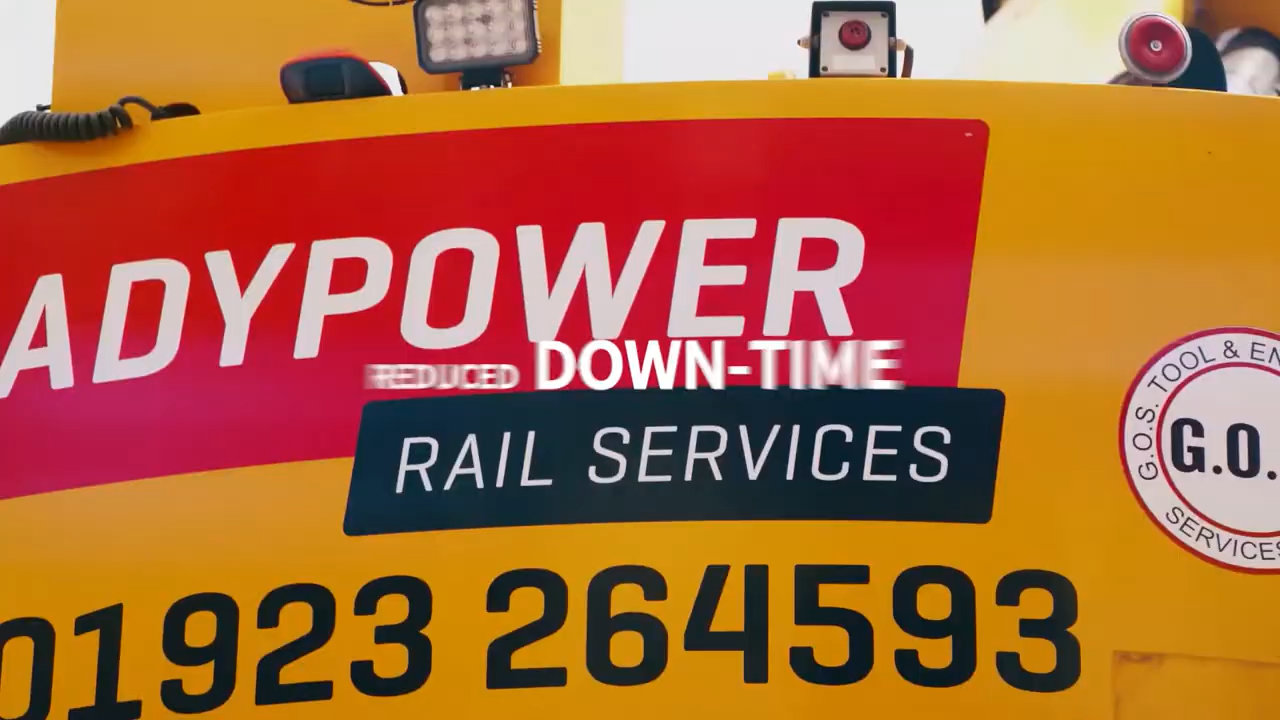 ADYPOWER
REDUCED DOWN-TIME
RAIL SERVICES
G.O.S. TOOL & EN
G.O.
SERVICES
01923 264593